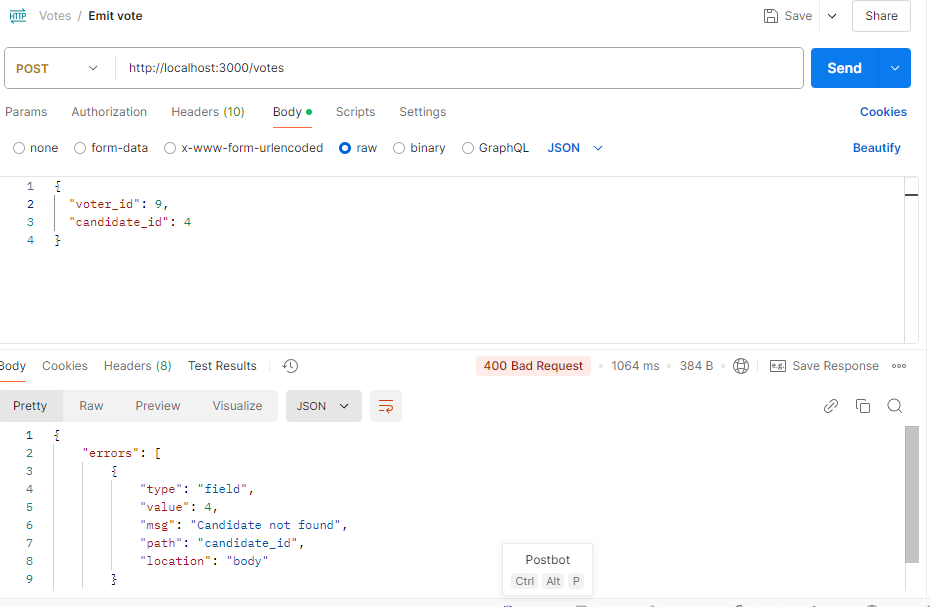 HTTP Votes / Emit vote Save Share
POST http://localhost:3000/votes Send
Params Authorization Headers (10) Body Scripts Settings Cookies
none form-data x-www-form-urlencoded raw binary GraphQL JSON Beautify
1 {
2 "voter_id": 9,
3 "candidate_id": 4
4 }
Body Cookies Headers (8) Test Results 400 Bad Request 1064 ms 384 B e.g. Save Response
Pretty Raw Preview Visualize JSON
1 {
2 "errors": [
3 {
4 "type": "field",
5 "value": 4,
6 "msg": "Candidate not found",
7 "path": "candidate_id",
8 "location": "body"
9 }
Postbot
Ctrl Alt P